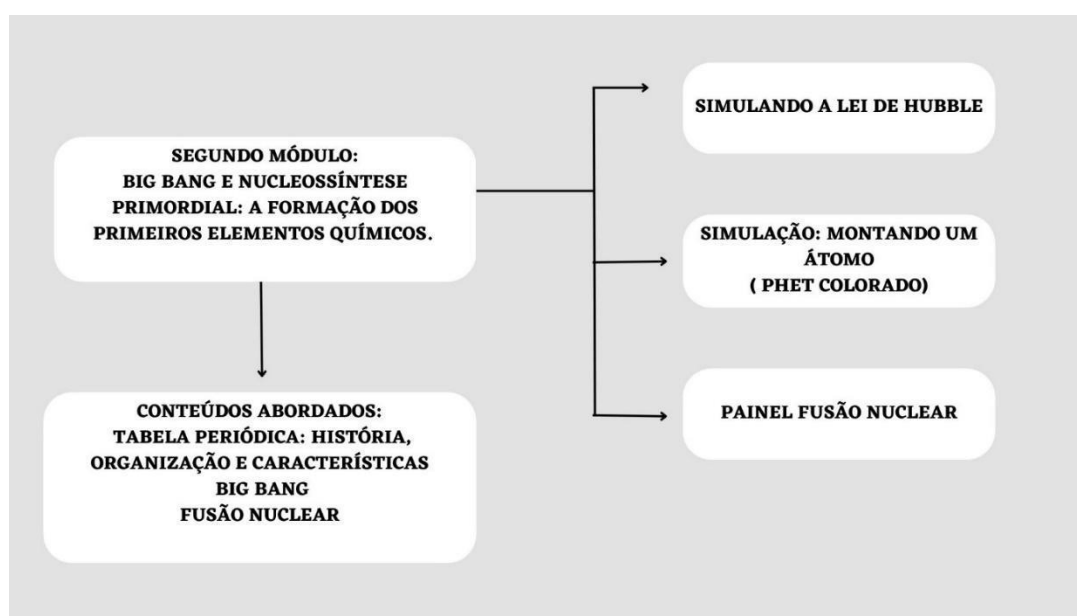 SEGUNDO MÓDULO:
BIG BANG E NUCLEOSSÍNTESE
PRIMORDIAL: A FORMAÇÃO DOS
PRIMEIROS ELEMENTOS QUÍMICOS.
CONTEÚDOS ABORDADOS:
TABELA PERIÓDICA: HISTÓRIA,
ORGANIZAÇÃO E CARACTERÍSTICAS
BIG BANG
FUSÃO NUCLEAR
SIMULANDO A LEI DE HUBBLE
SIMULAÇÃO: MONTANDO UM
ÁTOMO
( PHET COLORADO)
PAINEL FUSÃO NUCLEAR